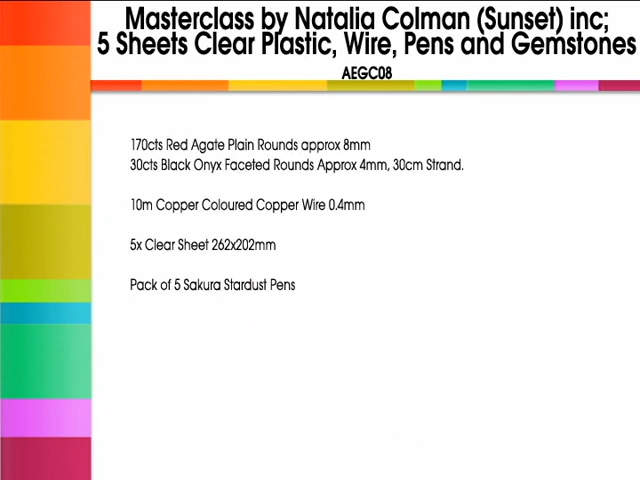 Masterclass by Natalia Colman (Sunset) inc;
5 Sheets Clear Plastic, Wire, Pens and Gemstones
AEGC08
170cts Red Agate Plain Rounds approx 8mm
30cts Black Onyx Faceted Rounds Approx 4mm, 30cm Strand.
10m Copper Coloured Copper Wire 0.4mm
5x Clear Sheet 262x202mm
Pack of 5 Sakura Stardust Pens